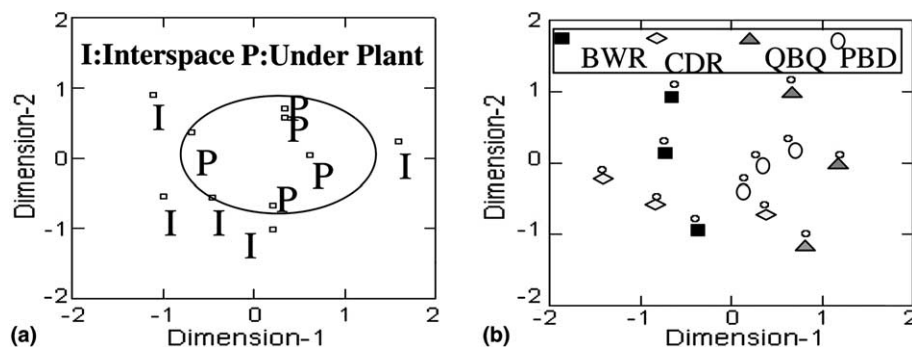 I:Interspace P:Under Plant
2
1
0
-1
-2
Dimension-2
I
P
P
P
P
P
I
I
I
I
-2
-1
0
1
2
Dimension-1
(a)
BWR CDR QBQ PBD
2
1
0
-1
-2
Dimension-2
-2
-1
0
1
2
Dimension-1
(b)